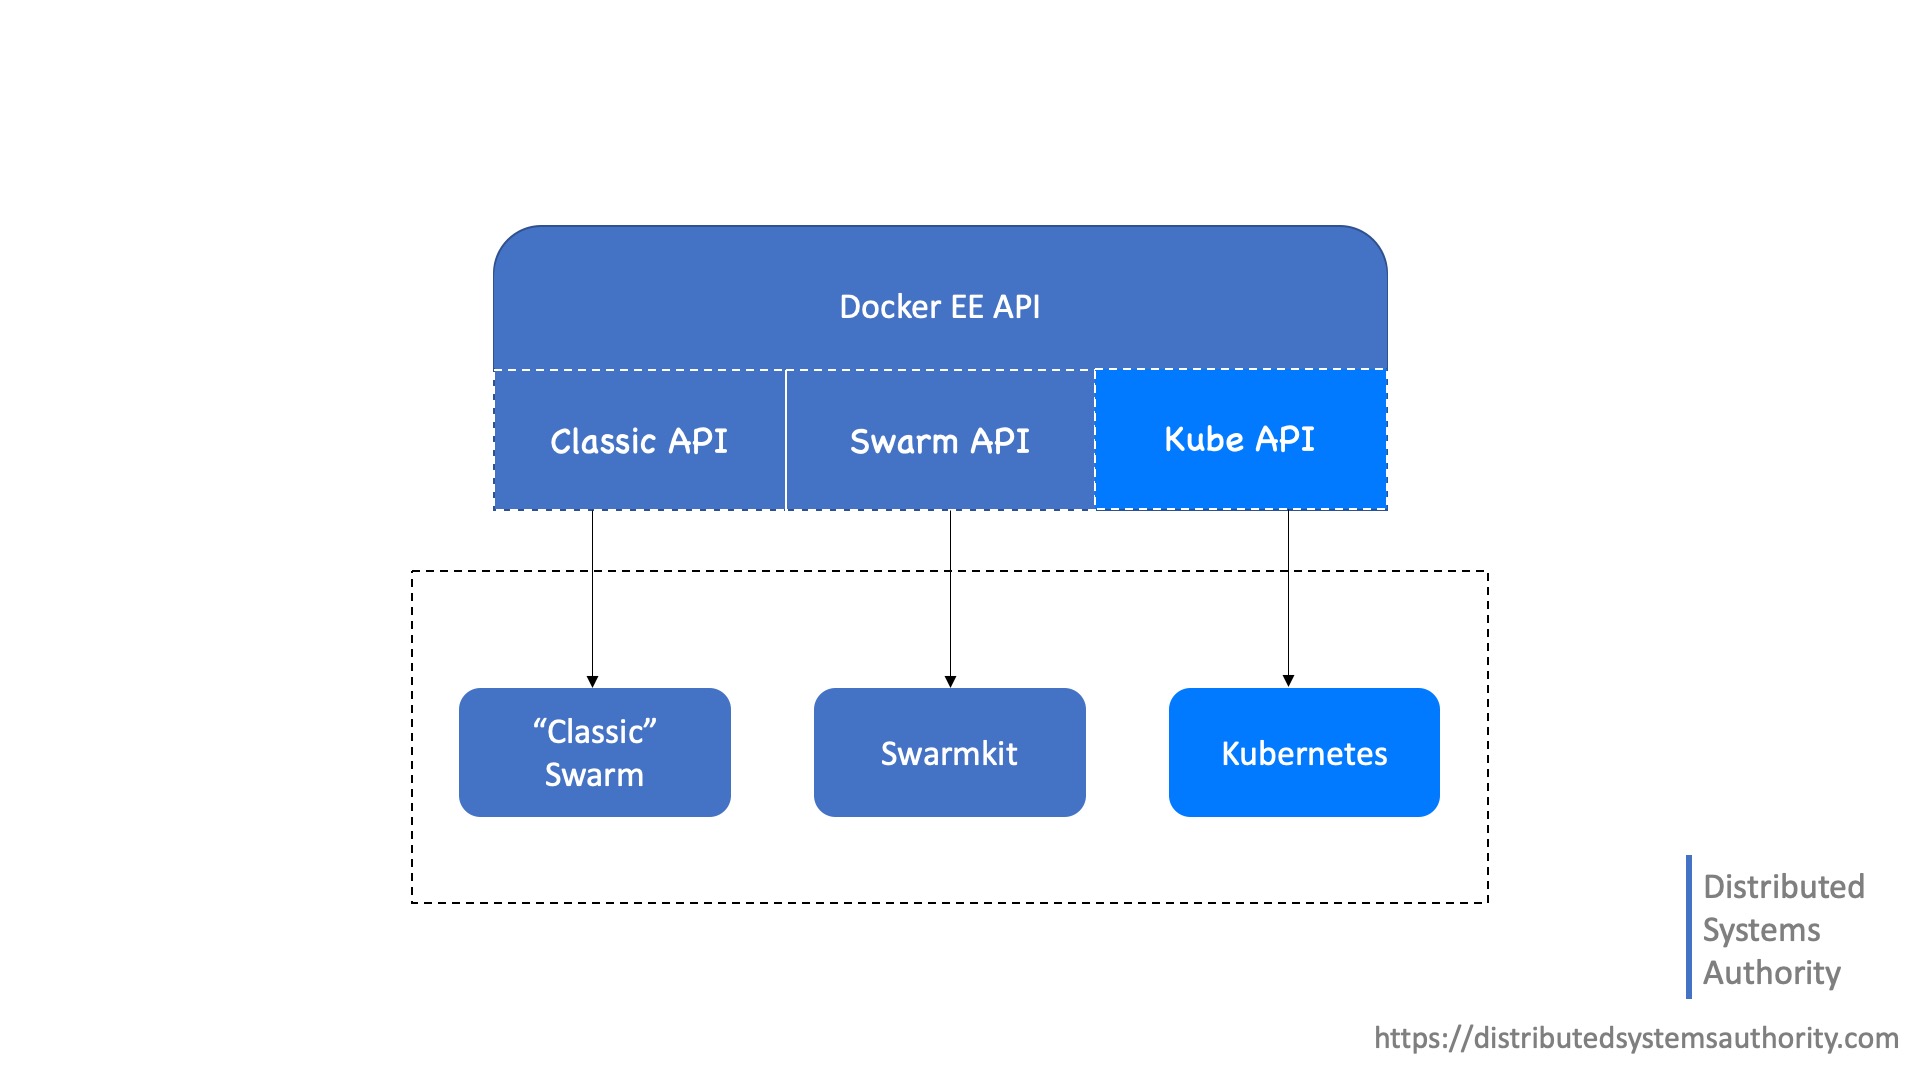 Docker EE API
Classic API
Swarm API
Kube API
“Classic”
Swarm
Swarmkit
Kubernetes
Distributed
Systems
Authority
https://distributedsystemsauthority.com